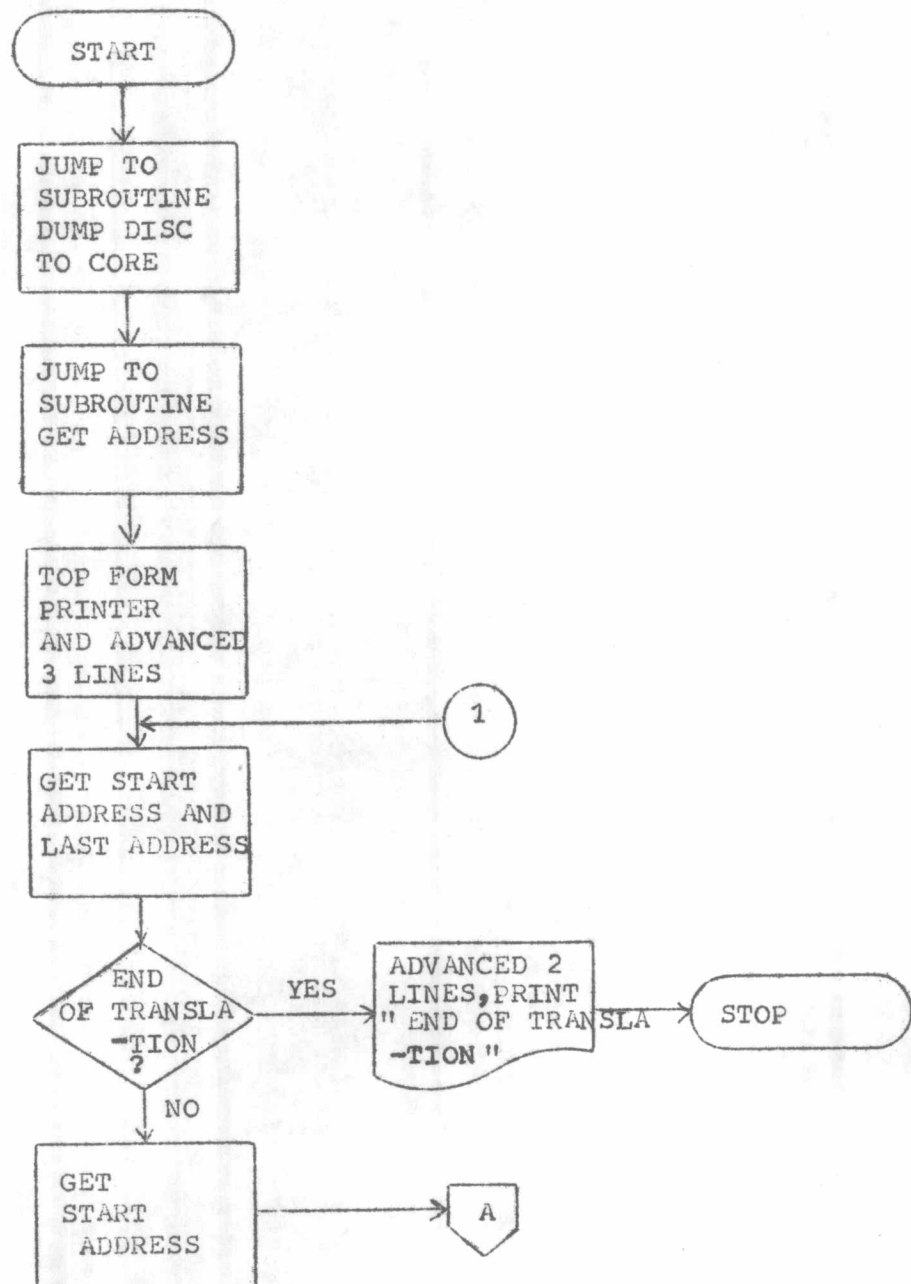 START
JUMP TO
SUBROUTINE
DUMP DISC
TO CORE
JUMP TO
SUBROUTINE
GET ADDRESS
TOP FORM
PRINTER
AND ADVANCED
3 LINES
1
GET START
ADDRESS AND
LAST ADDRESS
END
OF TRANSLA
-TION
?
YES
ADVANCED 2
LINES,PRINT
" END OF TRANSLA
-TION "
STOP
NO
GET
START
ADDRESS
A